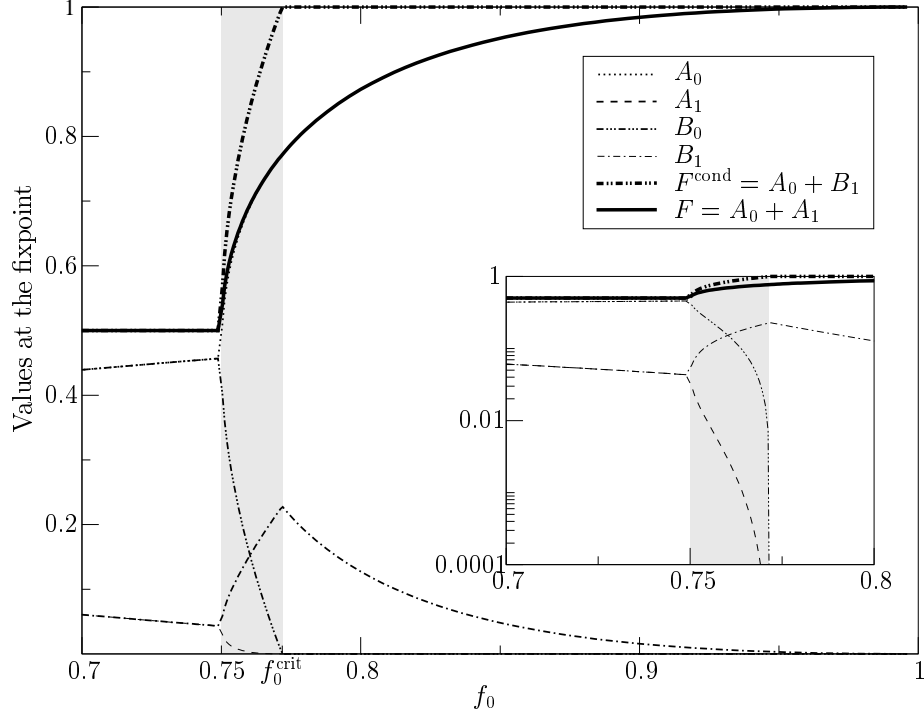 1
0.8
0.6
0.4
0.2
Values at the fixpoint
A_0
A_1
B_0
B_1
F^cond = A_0 + B_1
F = A_0 + A_1
1
0.01
0.0001
0.7 0.75 0.8
0.7 0.75 f_0^crit 0.8 0.9 1
f_0